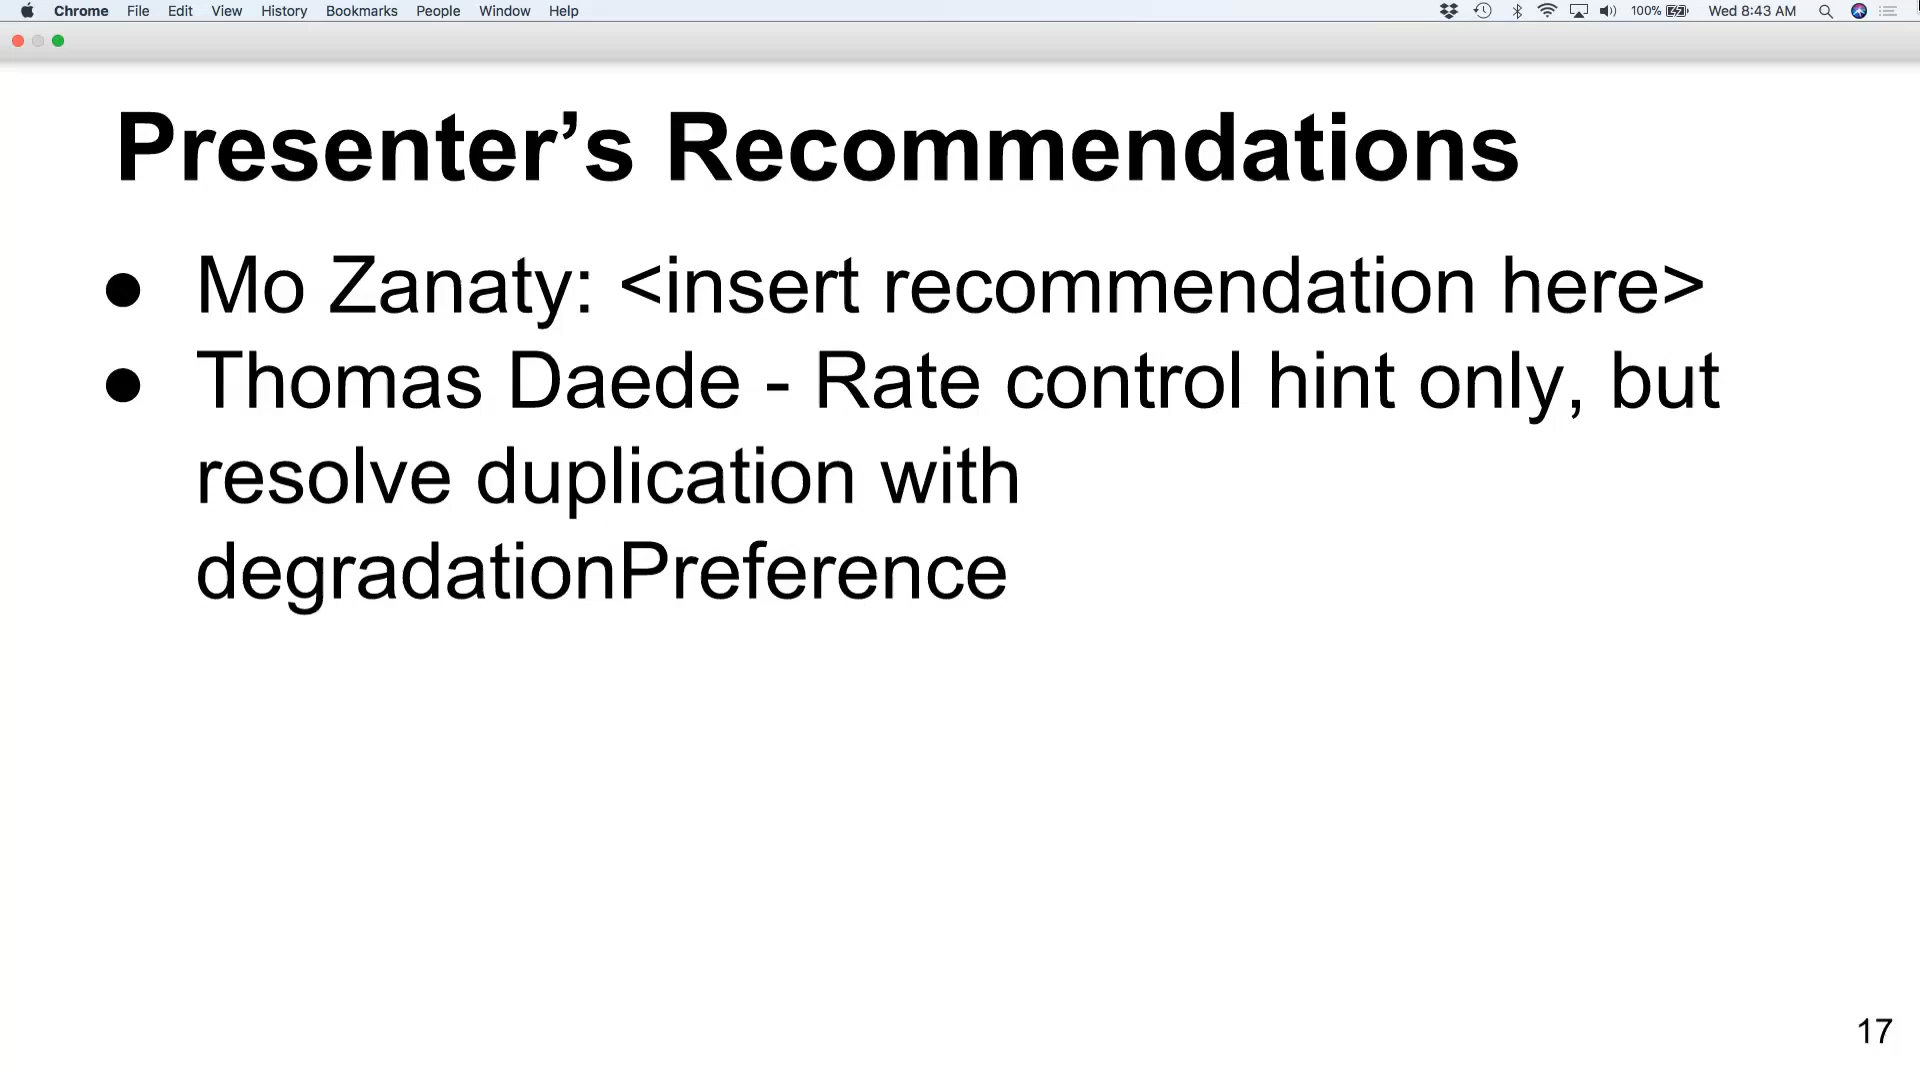 Chrome File Edit View History Bookmarks People Window Help 100% Wed 8:43 AM
Presenter’s Recommendations
● Mo Zanaty: <insert recommendation here>
● Thomas Daede - Rate control hint only, but
resolve duplication with
degradationPreference
17